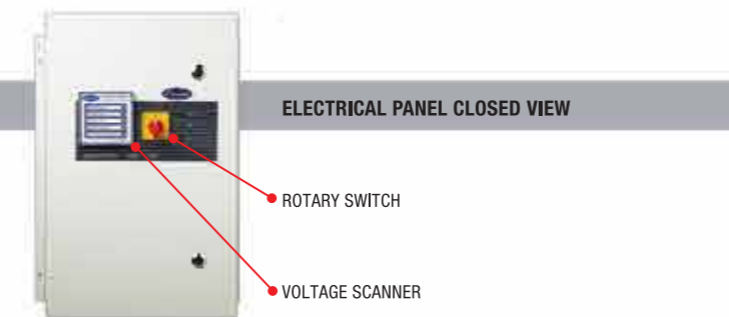 ELECTRICAL PANEL CLOSED VIEW
ROTARY SWITCH
VOLTAGE SCANNER